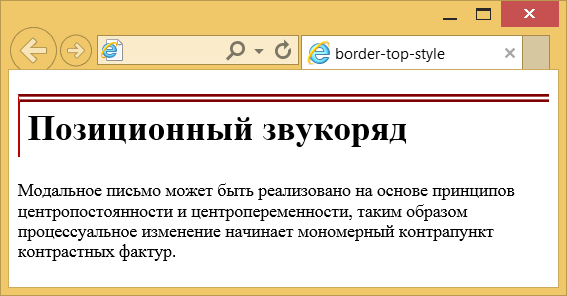 border-top-style
Позиционный звукоряд
Модальное письмо может быть реализовано на основе принципов
центропостоянности и центропеременности, таким образом
процессуальное изменение начинает мономерный контрапункт
контрастных фактур.